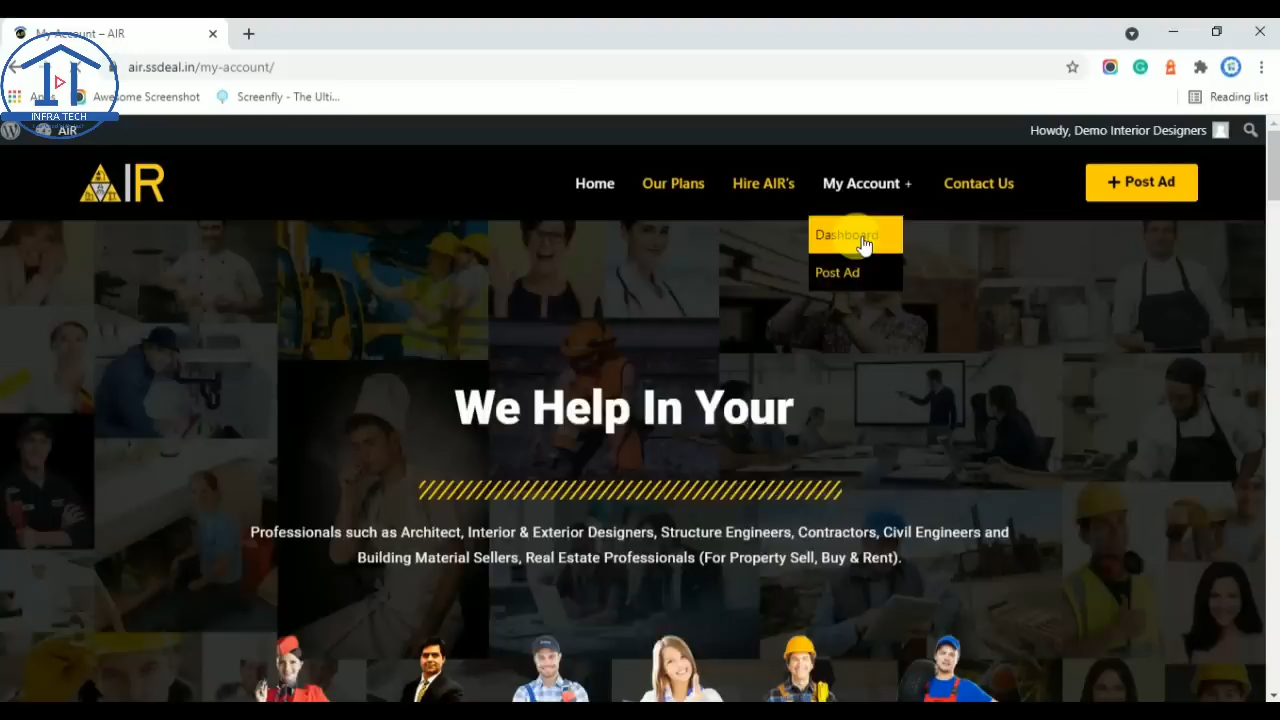 My Account – AIR
air.ssdeal.in/my-account/
Awesome Screenshot
Screenfly - The Ulti...
Reading list
INFRA TECH
AIR
Howdy, Demo Interior Designers
AIR
Home
Our Plans
Hire AIR's
My Account +
Contact Us
+ Post Ad
Dashboard
Post Ad
We Help In Your
Professionals such as Architect, Interior & Exterior Designers, Structure Engineers, Contractors, Civil Engineers and
Building Material Sellers, Real Estate Professionals (For Property Sell, Buy & Rent).